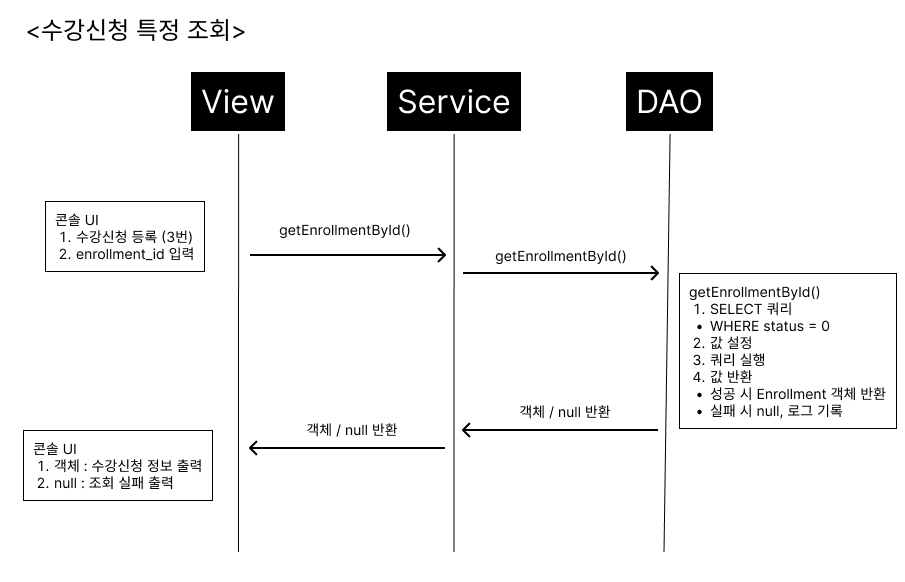 <수강신청 특정 조회>
View
Service
DAO
콘솔 UI
1. 수강신청 등록 (3번)
2. enrollment_id 입력
getEnrollmentById()
getEnrollmentById()
getEnrollmentById()
1. SELECT 쿼리
• WHERE status = 0
2. 값 설정
3. 쿼리 실행
4. 값 반환
• 성공 시 Enrollment 객체 반환
• 실패 시 null, 로그 기록
객체 / null 반환
객체 / null 반환
콘솔 UI
1. 객체 : 수강신청 정보 출력
2. null : 조회 실패 출력